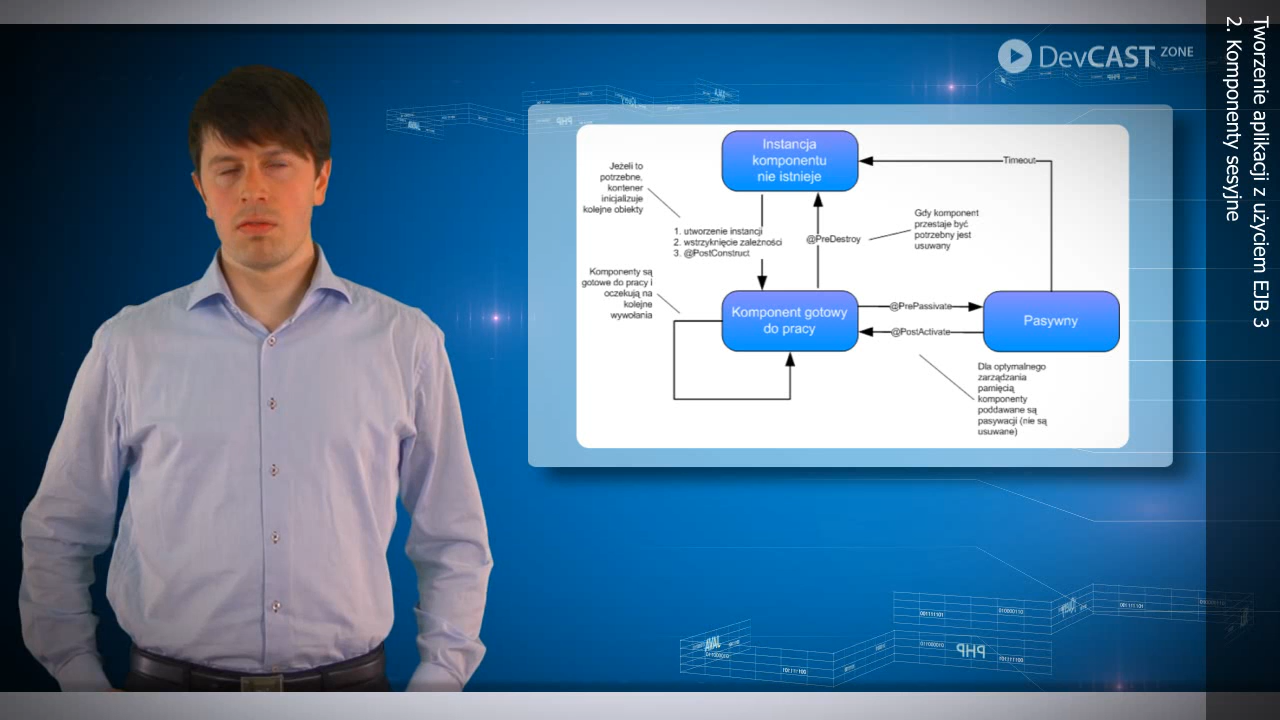 DevCAST ZONE
Tworzenie aplikacji z użyciem EJB 3
2. Komponenty sesyjne
Instancja
komponentu
nie istnieje
Timeout
Jeżeli to
potrzebne,
kontener
inicjalizuje
kolejne obiekty
1. utworzenie instancji
2. wstrzyknięcie zależności
3. @PostConstruct
@PreDestroy
Gdy komponent
przestaje być
potrzebny jest
usuwany
Komponenty są
gotowe do pracy i
oczekują na
kolejne
wywołania
Komponent gotowy
do pracy
@PrePassivate
@PostActivate
Pasywny
Dla optymalnego
zarządzania
pamięcią
komponenty
poddawane są
pasywacji (nie są
usuwane)
PHP
JAVA
PHP